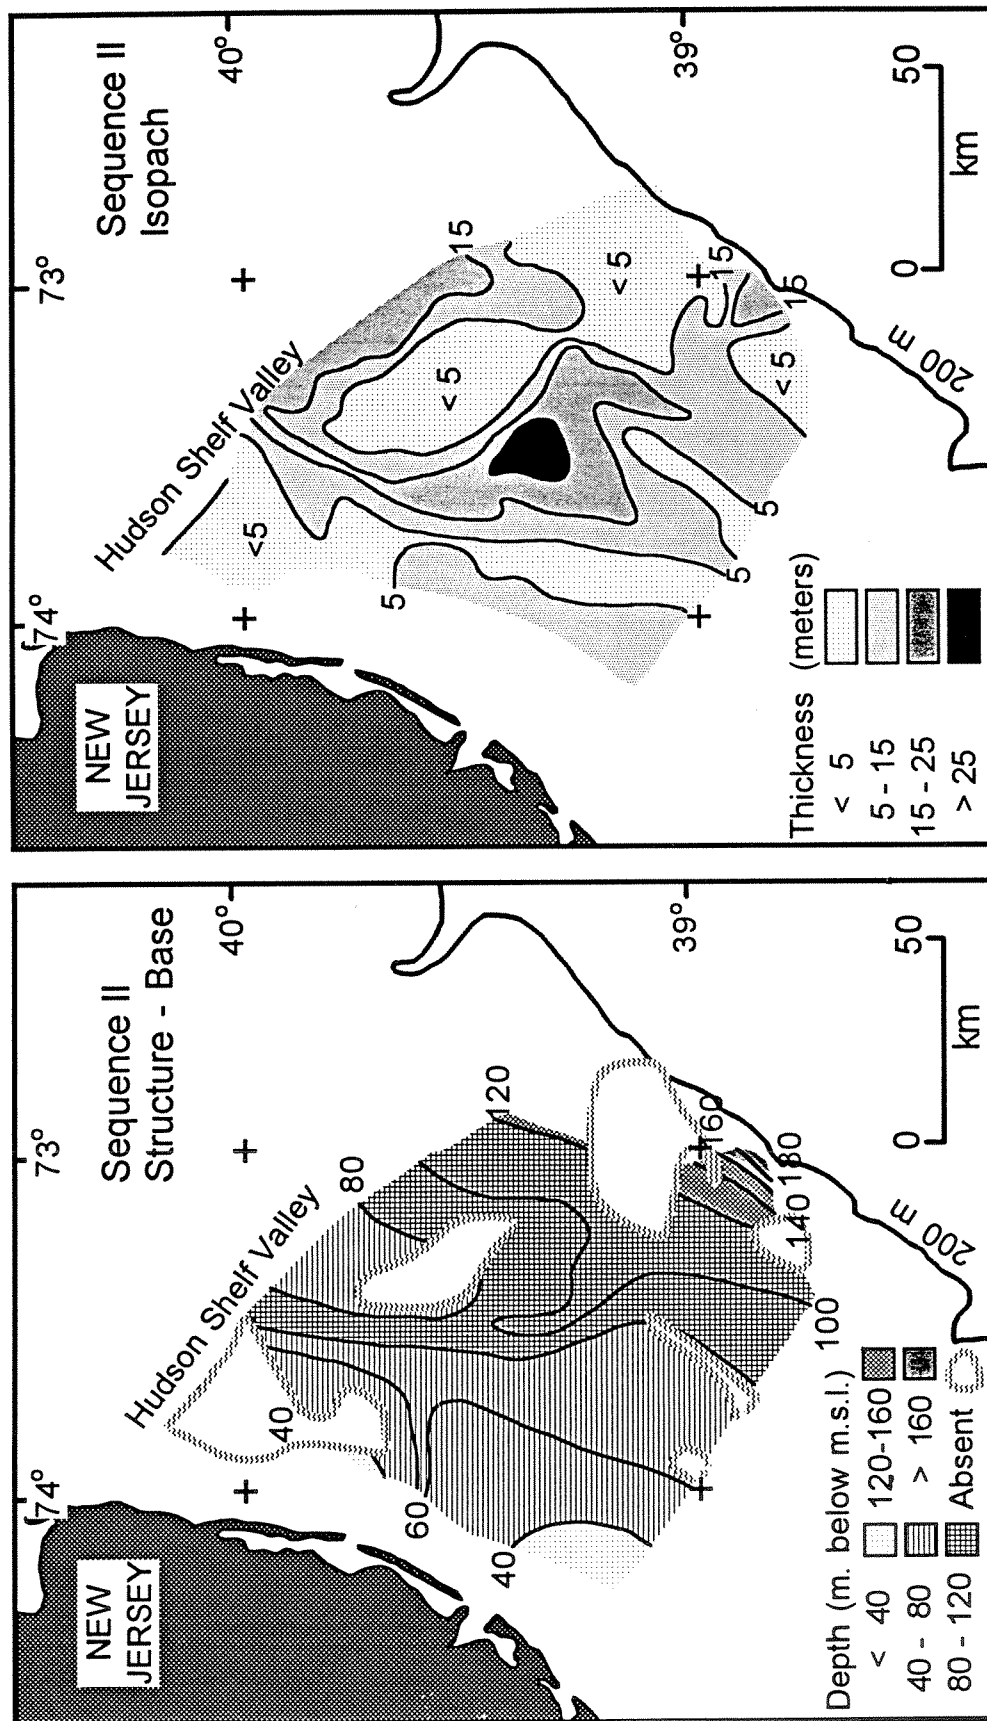 Sequence II
Structure - Base
74°
73°
40°
39°
NEW
JERSEY
Hudson Shelf Valley
40
80
120
60
40
160
180
140
100
200 m
0
50
km
Depth (m. below m.s.l.)
< 40
120-160
40 - 80
> 160
80 - 120
Absent
Sequence II
Isopach
74°
73°
40°
39°
NEW
JERSEY
Hudson Shelf Valley
<5
15
< 5
5
< 5
15
15
< 5
5
5
200 m
0
50
km
Thickness (meters)
< 5
5 - 15
15 - 25
> 25